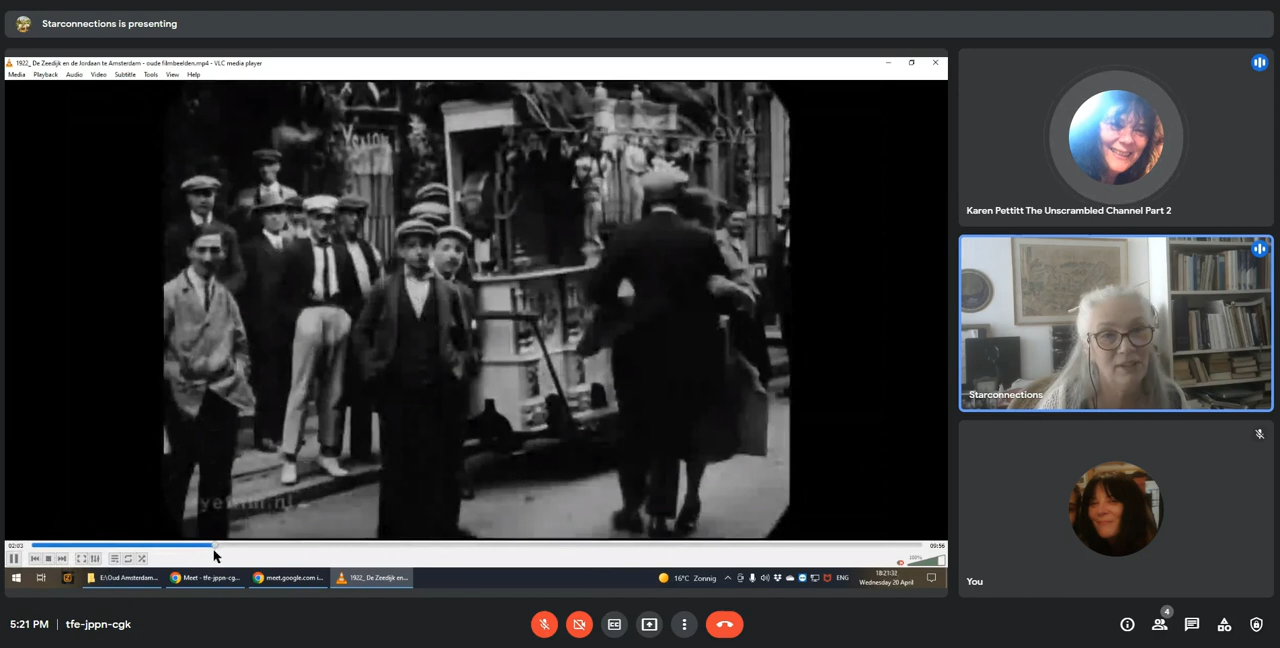 Starconnections is presenting
1922_ De Zeedijk en de Jordaan te Amsterdam - oude filmbeelden.mp4 - VLC media player
Media Playback Audio Video Subtitle Tools View Help
eye
02:03
09:56
100%
E:\Oud Amsterdam...
Meet - tfe-jppn-cg...
meet.google.com i...
1922_ De Zeedijk en...
16°C Zonnig
ENG
18:21:32
Wednesday 20 April
Karen Pettitt The Unscrambled Channel Part 2
Starconnections
You
5:21 PM | tfe-jppn-cgk
4